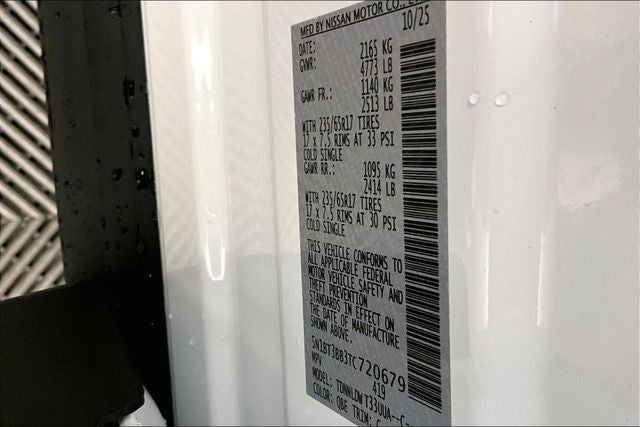 MFD BY NISSAN MOTOR CO.,
DATE: 10/25
GVWR: 2165 KG
4773 LB
GAWR FR.: 1140 KG
2513 LB
WITH 235/65R17 TIRES
17 x 7.5 RIMS AT 33 PSI
COLD SINGLE
GAWR RR.: 1095 KG
2414 LB
WITH 235/65R17 TIRES
17 x 7.5 RIMS AT 30 PSI
COLD SINGLE
THIS VEHICLE CONFORMS TO
ALL APPLICABLE FEDERAL
MOTOR VEHICLE SAFETY AND
THEFT PREVENTION
STANDARDS IN EFFECT ON
THE DATE OF MANUFACTURE
SHOWN ABOVE.
5N1BT3BB3TC720679
MPV
419
MODEL:
COLOR: QBE TRIM: